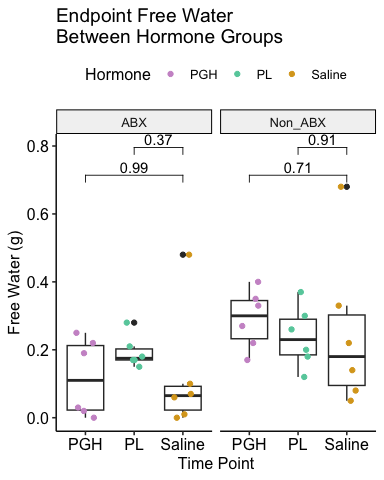 Endpoint Free Water
Between Hormone Groups
Hormone PGH PL Saline
ABX Non_ABX
0.8
0.6
0.4
0.2
0.0
Free Water (g)
0.37
0.99
0.91
0.71
PGH PL Saline PGH PL Saline
Time Point